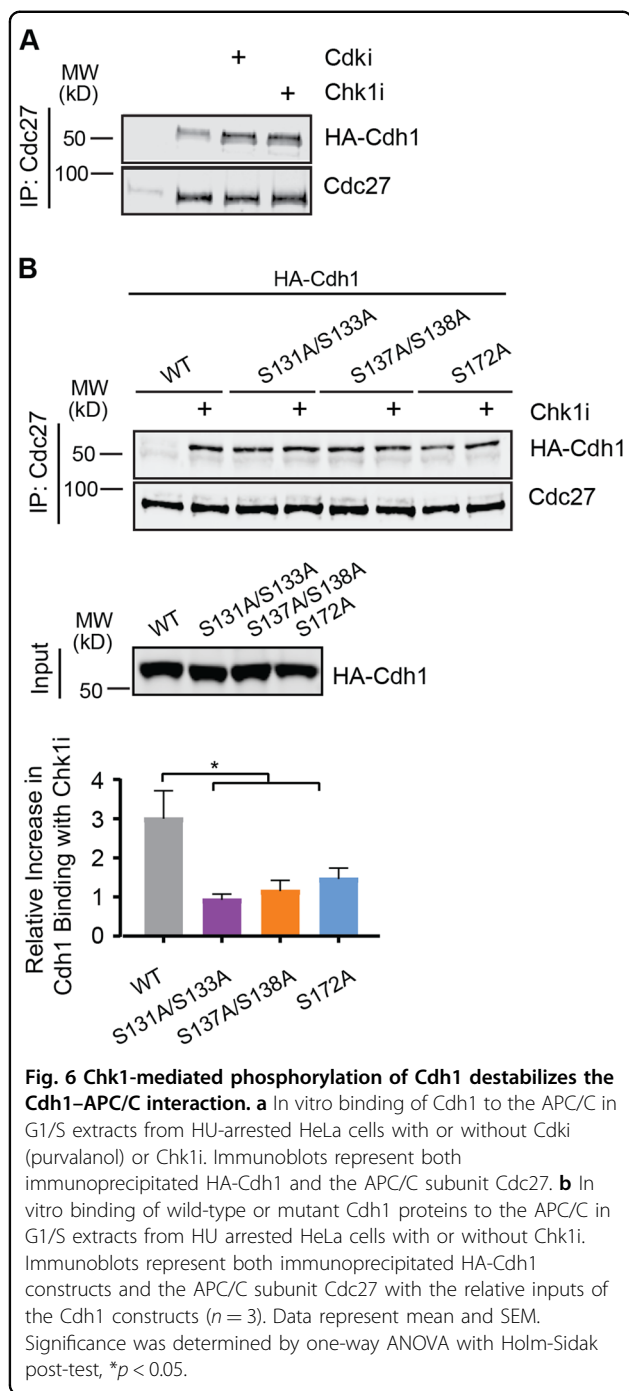 A
+ Cdki
MW
(kD)
+ Chk1i
IP: Cdc27
50
HA-Cdh1
100
Cdc27
B
HA-Cdh1
WT S131A/S133A S137A/S138A S172A
MW
(kD)
+ + + + Chk1i
IP: Cdc27
50
HA-Cdh1
100
Cdc27
MW
(kD)
WT S131A/S133A S137A/S138A S172A
Input
50
HA-Cdh1
Relative Increase in
Cdh1 Binding with Chk1i
4
3
2
1
0
*
WT S131A/S133A S137A/S138A S172A
Fig. 6 Chk1-mediated phosphorylation of Cdh1 destabilizes the
Cdh1–APC/C interaction. a In vitro binding of Cdh1 to the APC/C in
G1/S extracts from HU-arrested HeLa cells with or without Cdki
(purvalanol) or Chk1i. Immunoblots represent both
immunoprecipitated HA-Cdh1 and the APC/C subunit Cdc27. b In
vitro binding of wild-type or mutant Cdh1 proteins to the APC/C in
G1/S extracts from HU arrested HeLa cells with or without Chk1i.
Immunoblots represent both immunoprecipitated HA-Cdh1
constructs and the APC/C subunit Cdc27 with the relative inputs of
the Cdh1 constructs (n = 3). Data represent mean and SEM.
Significance was determined by one-way ANOVA with Holm-Sidak
post-test, *p < 0.05.